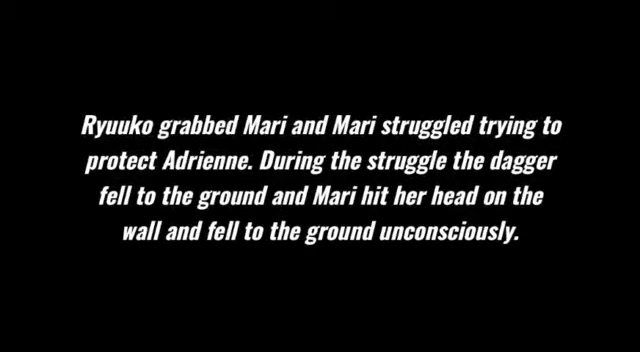 Ryuuko grabbed Mari and Mari struggled trying to
protect Adrienne. During the struggle the dagger
fell to the ground and Mari hit her head on the
wall and fell to the ground unconsciously.